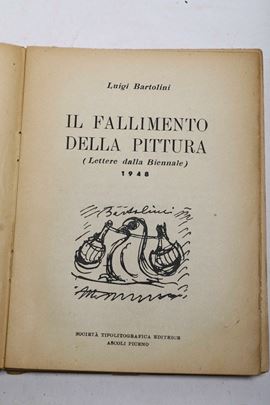 Luigi Bartolini
IL FALLIMENTO
DELLA PITTURA
(Lettere dalla Biennale)
1948
Bartolini
SOCIETÀ TIPOLITOGRAFICA EDITRICE
ASCOLI PICENO